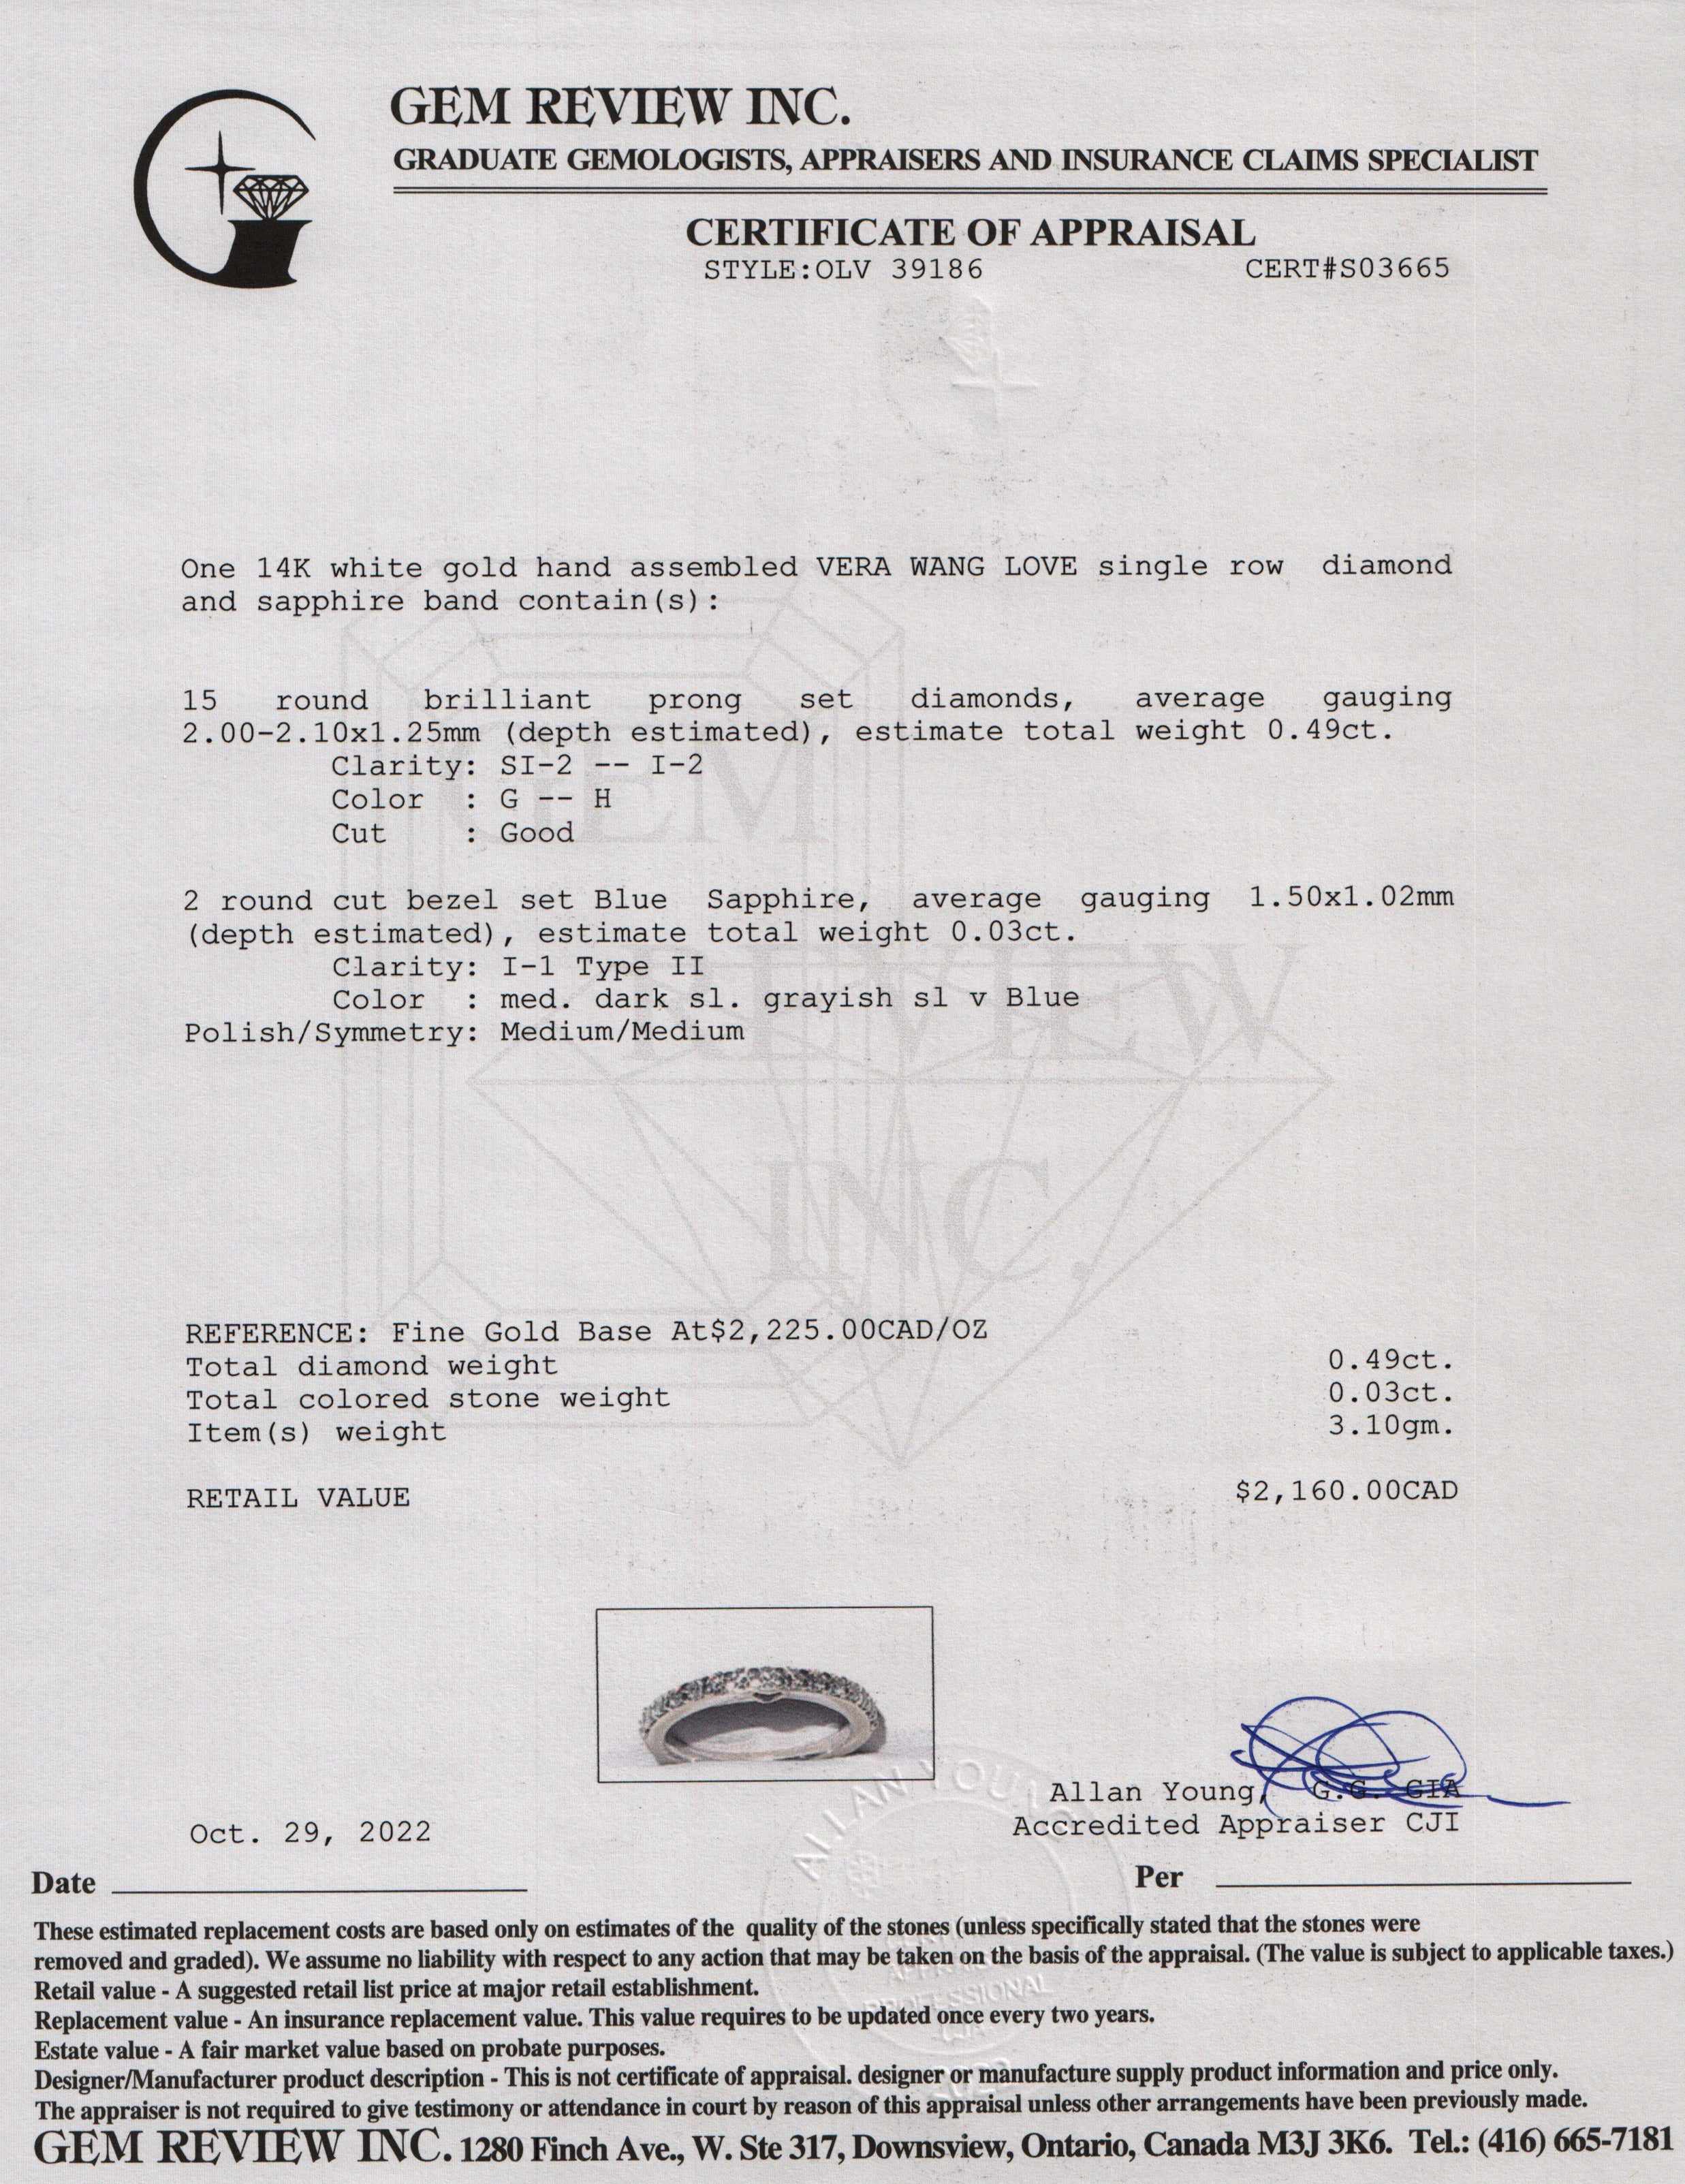 GEM REVIEW INC.
GRADUATE GEMOLOGISTS, APPRAISERS AND INSURANCE CLAIMS SPECIALIST
CERTIFICATE OF APPRAISAL
STYLE:OLV 39186 CERT#S03665
One 14K white gold hand assembled VERA WANG LOVE single row diamond
and sapphire band contain(s):
15 round brilliant prong set diamonds, average gauging
2.00-2.10x1.25mm (depth estimated), estimate total weight 0.49ct.
Clarity: SI-2 -- I-2
Color : G -- H
Cut : Good
2 round cut bezel set Blue Sapphire, average gauging 1.50x1.02mm
(depth estimated), estimate total weight 0.03ct.
Clarity: I-1 Type II
Color : med. dark sl. grayish sl v Blue
Polish/Symmetry: Medium/Medium
GEM
REVIEW
INC.
REFERENCE: Fine Gold Base At$2,225.00CAD/OZ
Total diamond weight 0.49ct.
Total colored stone weight 0.03ct.
Item(s) weight 3.10gm.
RETAIL VALUE $2,160.00CAD
Allan Young, G.G. GIA
Accredited Appraiser CJI
Oct. 29, 2022
Date
Per
ALLAN YOUNG
PROFESSIONAL
These estimated replacement costs are based only on estimates of the quality of the stones (unless specifically stated that the stones were
removed and graded). We assume no liability with respect to any action that may be taken on the basis of the appraisal. (The value is subject to applicable taxes.)
Retail value - A suggested retail list price at major retail establishment.
Replacement value - An insurance replacement value. This value requires to be updated once every two years.
Estate value - A fair market value based on probate purposes.
Designer/Manufacturer product description - This is not certificate of appraisal. designer or manufacture supply product information and price only.
The appraiser is not required to give testimony or attendance in court by reason of this appraisal unless other arrangements have been previously made.
GEM REVIEW INC. 1280 Finch Ave., W. Ste 317, Downsview, Ontario, Canada M3J 3K6. Tel.: (416) 665-7181